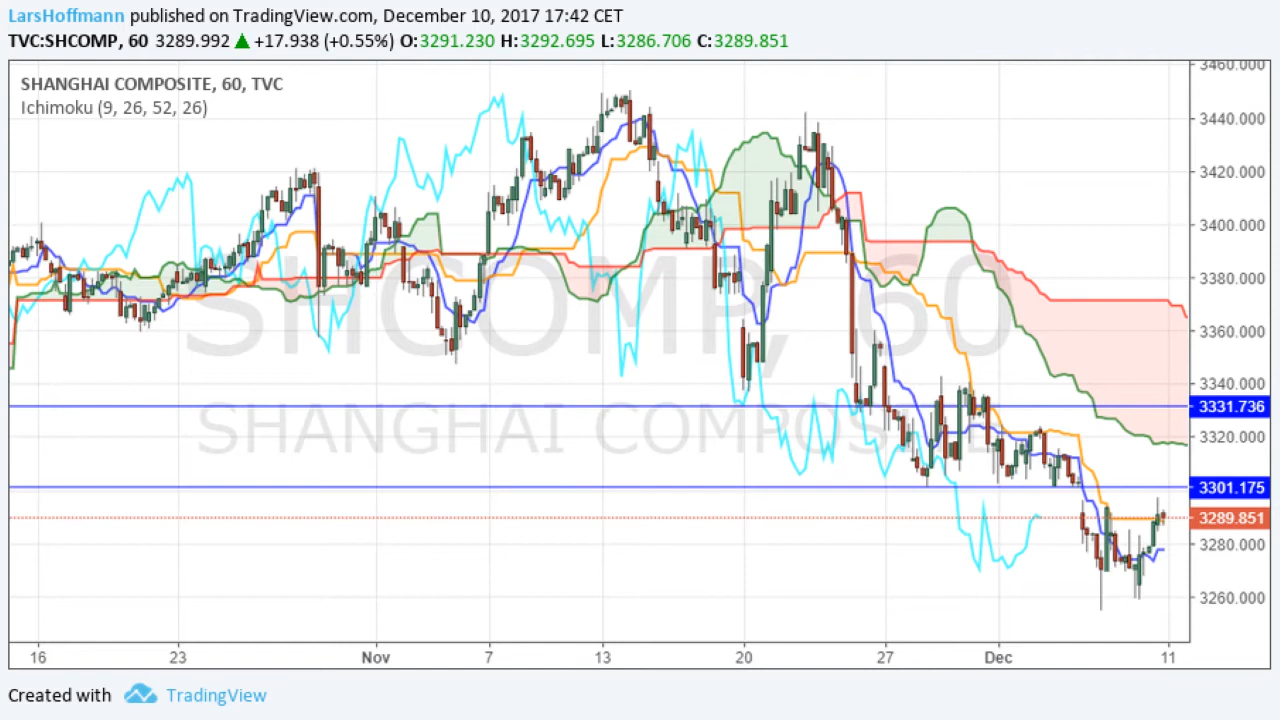 LarsHoffmann published on TradingView.com, December 10, 2017 17:42 CET
TVC:SHCOMP, 60 3289.992 ▲ +17.938 (+0.55%) O:3291.230 H:3292.695 L:3286.706 C:3289.851
SHANGHAI COMPOSITE, 60, TVC
Ichimoku (9, 26, 52, 26)
SHCOMP, 60
SHANGHAI COMPOSITE
3460.000
3440.000
3420.000
3400.000
3380.000
3360.000
3340.000
3331.736
3320.000
3301.175
3289.851
3280.000
3260.000
16 23 Nov 7 13 20 27 Dec 11
Created with TradingView